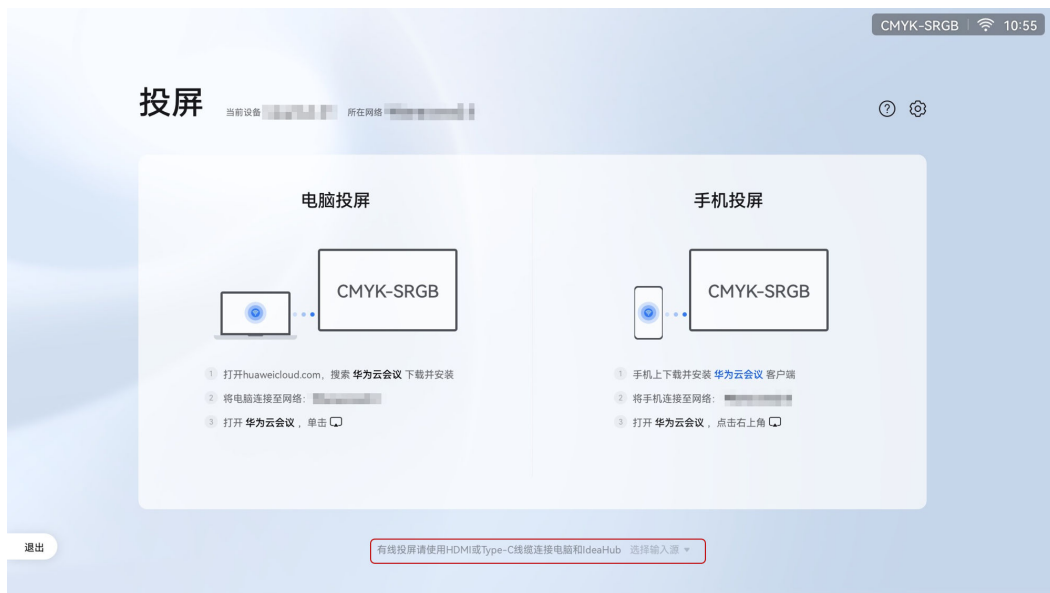 CMYK-SRGB 10:55
投屏 当前设备 所在网络
电脑投屏
CMYK-SRGB
1 打开huaweicloud.com，搜索 华为云会议 下载并安装
2 将电脑连接至网络：
3 打开 华为云会议 ，单击
手机投屏
CMYK-SRGB
1 手机上下载并安装 华为云会议 客户端
2 将手机连接至网络：
3 打开 华为云会议 ，点击右上角
退出
有线投屏请使用HDMI或Type-C线缆连接电脑和IdeaHub 选择输入源